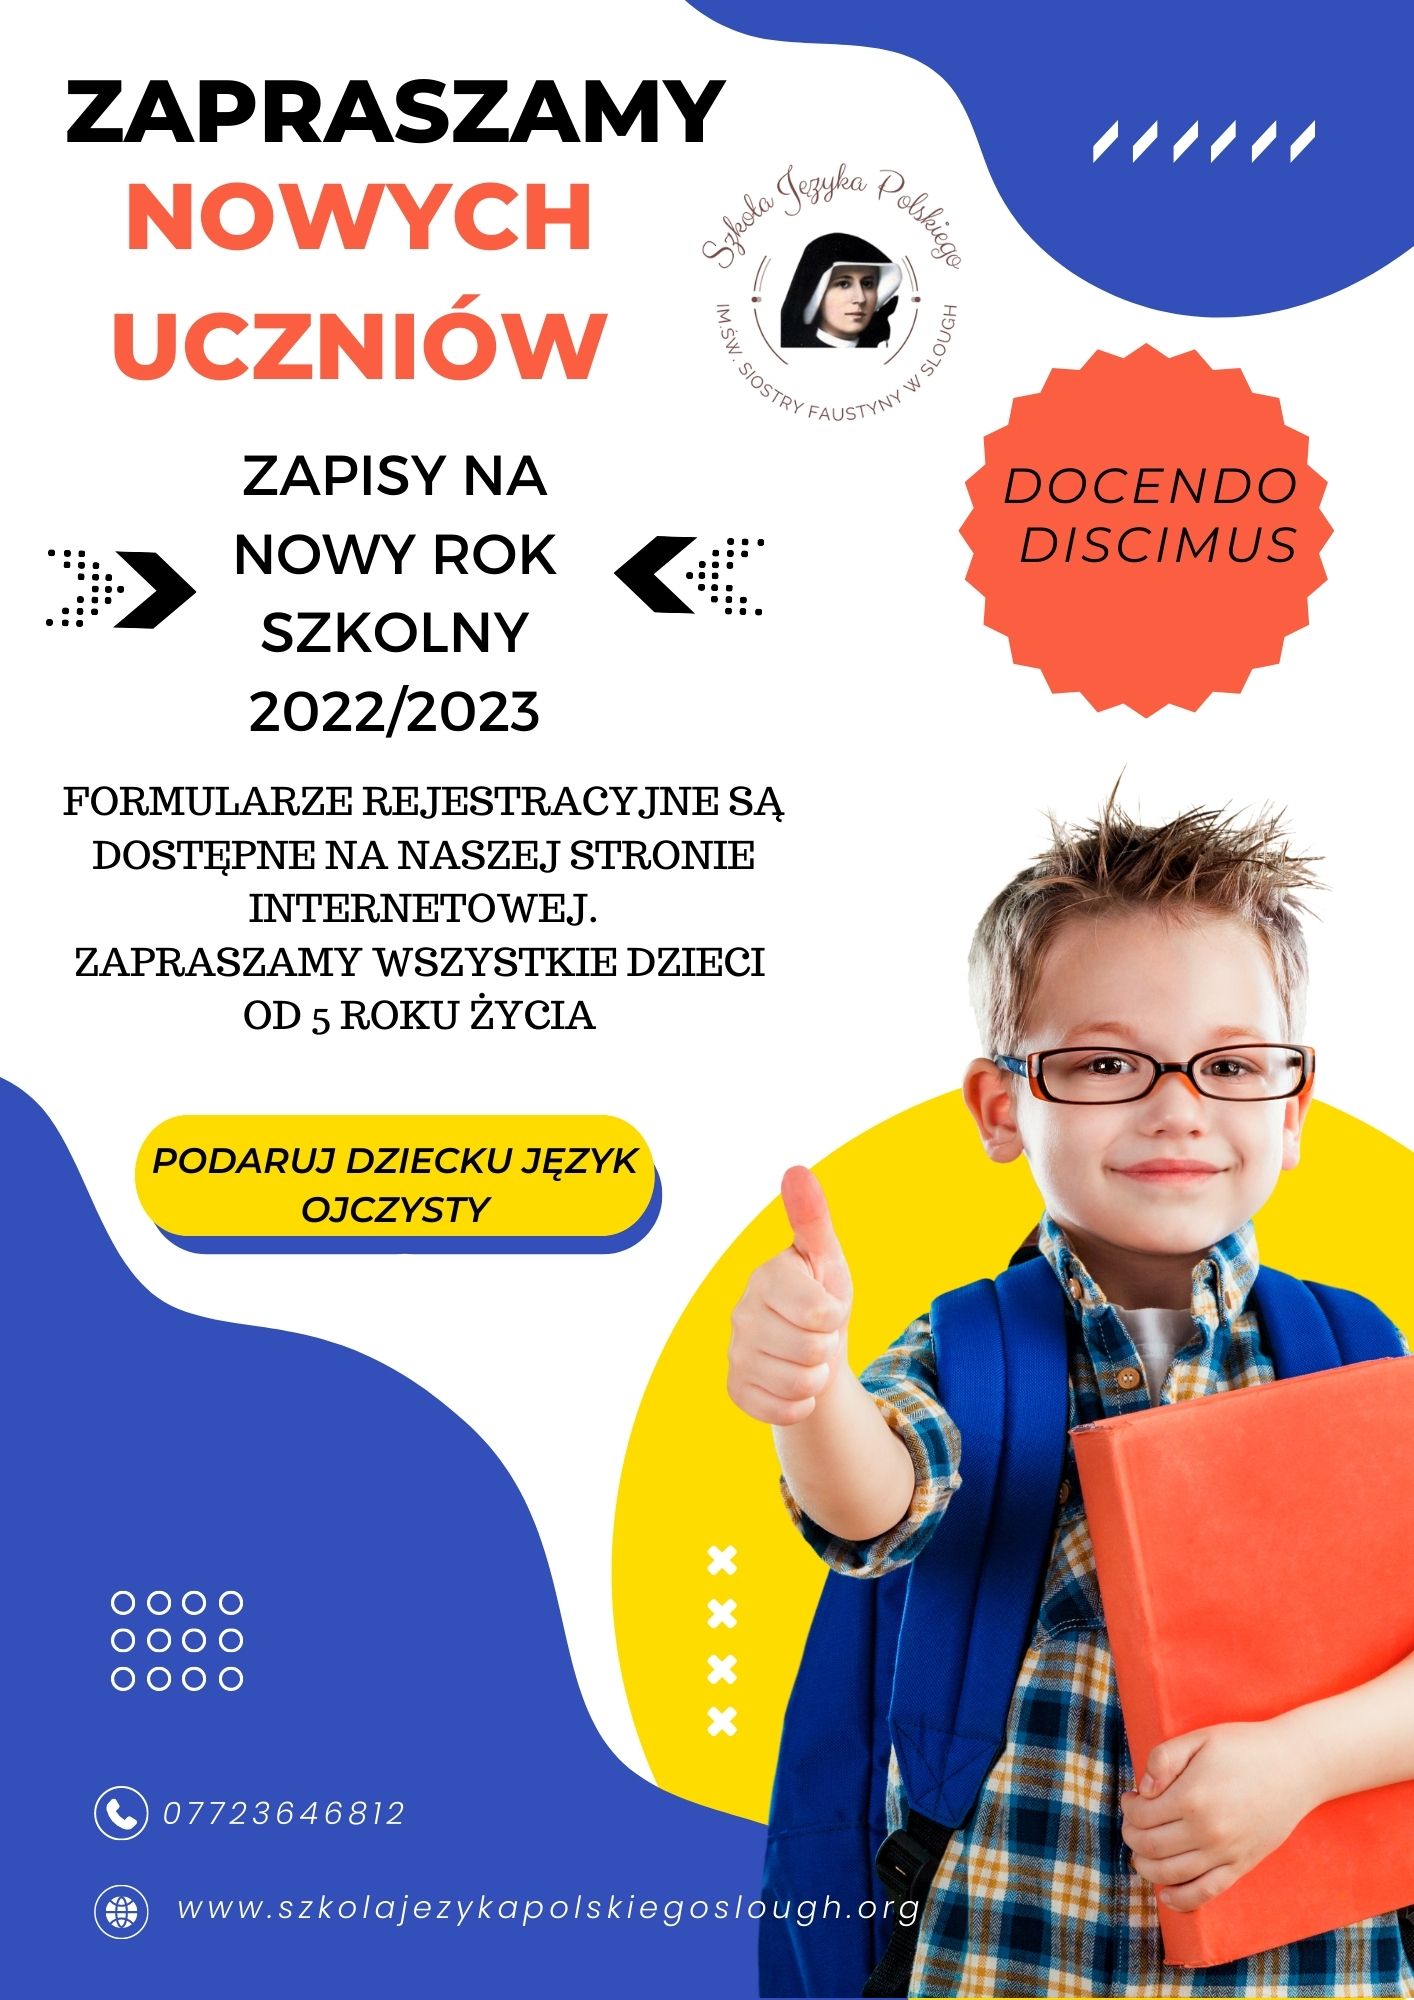 ZAPRASZAMY
NOWYCH
UCZNIÓW
Szkoła Języka Polskiego
IM.ŚW. SIOSTRY FAUSTYNY W SLOUGH
DOCENDO
DISCIMUS
ZAPISY NA
NOWY ROK
SZKOLNY
2022/2023
FORMULARZE REJESTRACYJNE SĄ
DOSTĘPNE NA NASZEJ STRONIE
INTERNETOWEJ.
ZAPRASZAMY WSZYSTKIE DZIECI
OD 5 ROKU ŻYCIA
PODARUJ DZIECKU JĘZYK
OJCZYSTY
07723646812
www.szkolajezykapolskiegoslough.org